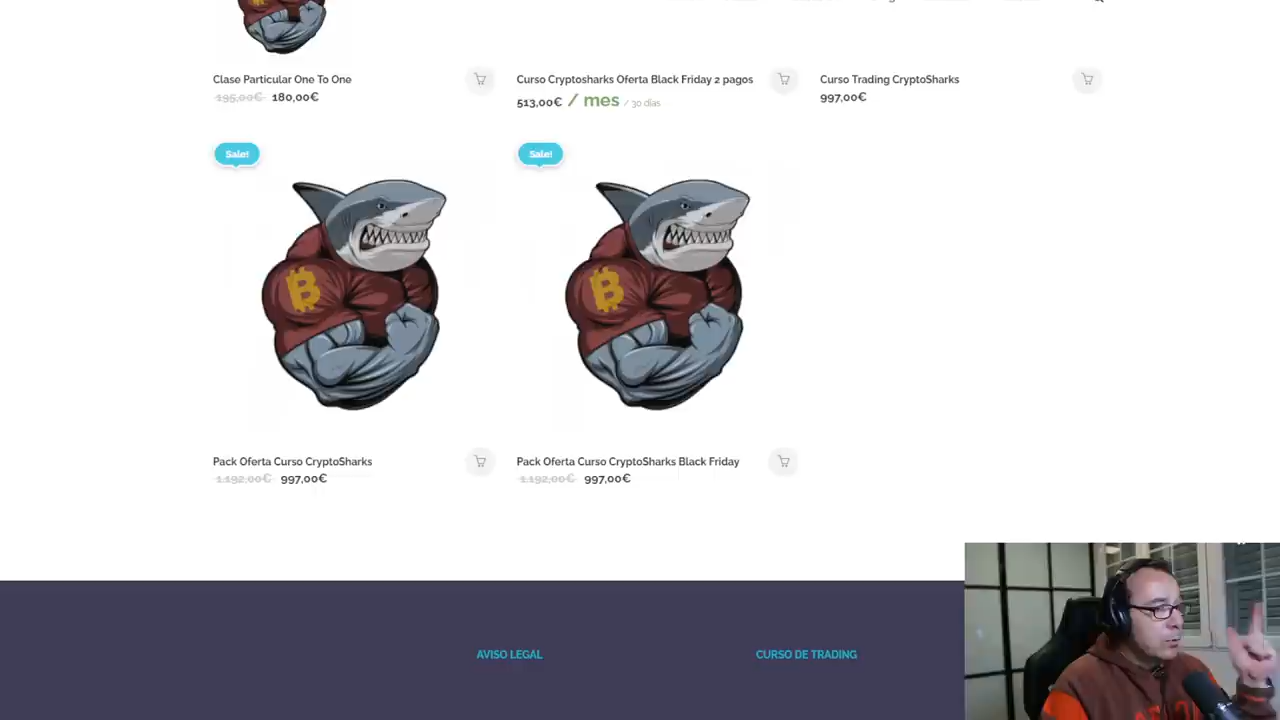 Clase Particular One To One
195,00€ 180,00€
Curso Cryptosharks Oferta Black Friday 2 pagos
513,00€ / mes / 30 días
Curso Trading CryptoSharks
997,00€
Sale!
Sale!
B
B
Pack Oferta Curso CryptoSharks
1.192,00€ 997,00€
Pack Oferta Curso CryptoSharks Black Friday
1.192,00€ 997,00€
AVISO LEGAL
CURSO DE TRADING